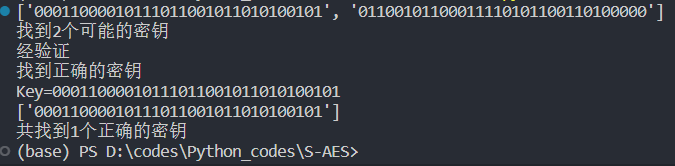 ['00011000010111011001011010100101', '01100101100011111010110011010000']
找到2个可能的密钥
经验证
找到正确的密钥
Key=00011000010111011001011010100101
['00011000010111011001011010100101']
共找到1个正确的密钥
(base) PS D:\codes\Python_codes\S-AES>